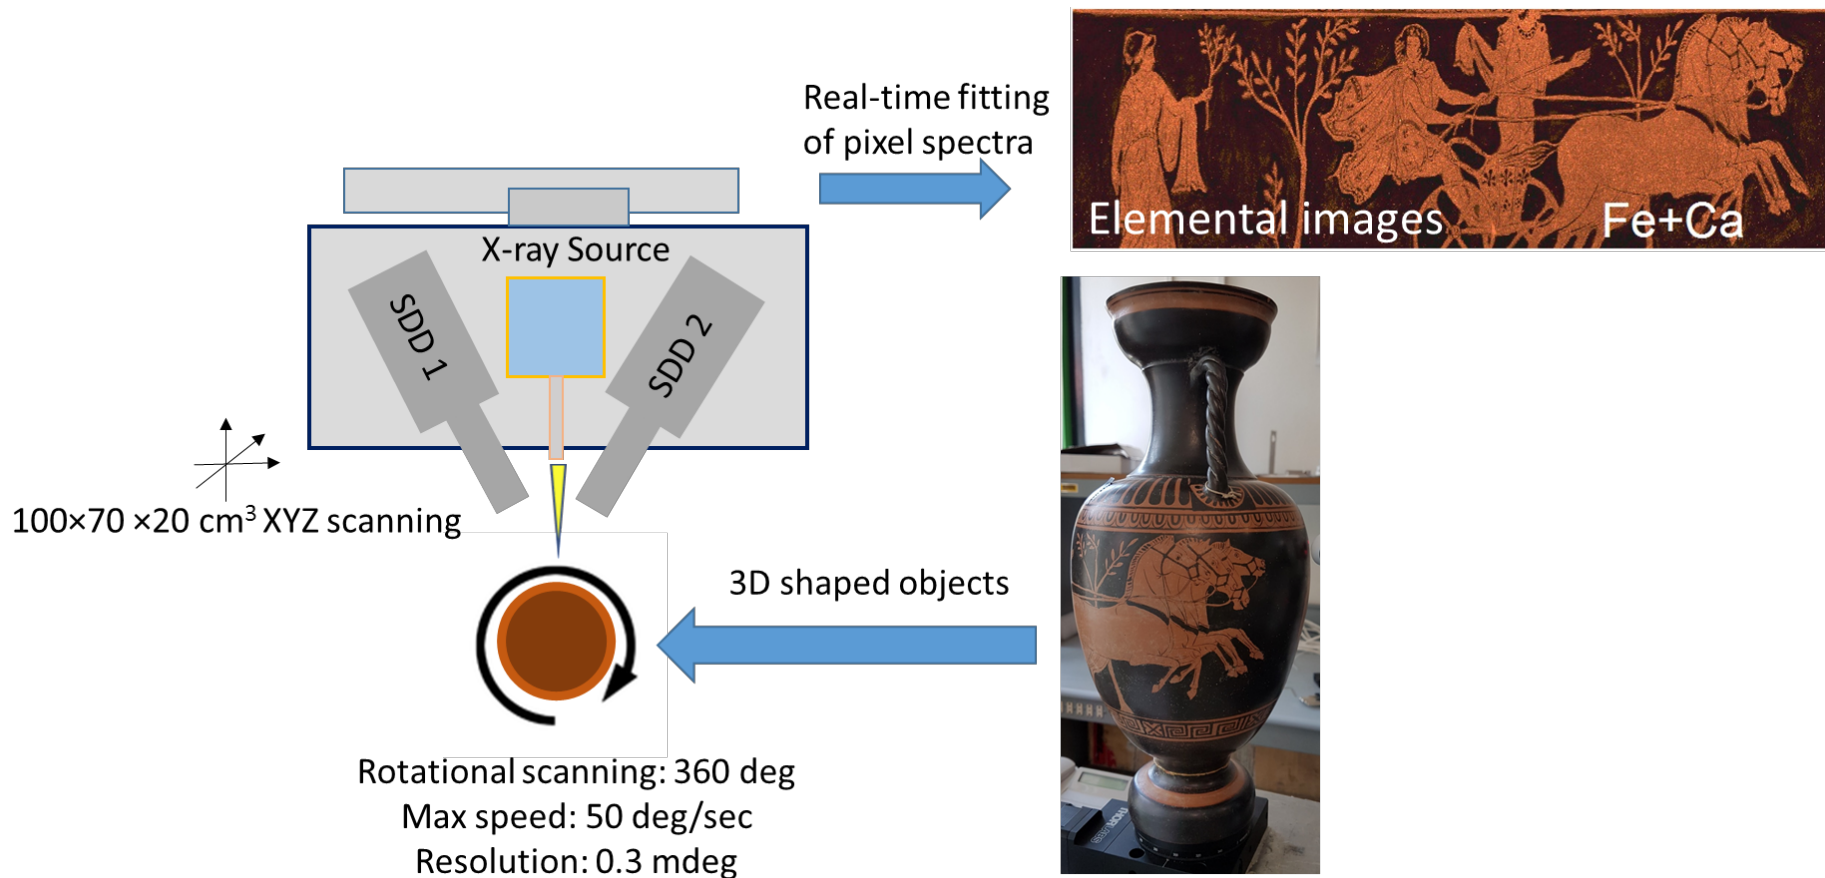 Real-time fitting
of pixel spectra
Elemental images
Fe+Ca
X-ray Source
SDD 1
SDD 2
100×70 ×20 cm³ XYZ scanning
3D shaped objects
Rotational scanning: 360 deg
Max speed: 50 deg/sec
Resolution: 0.3 mdeg